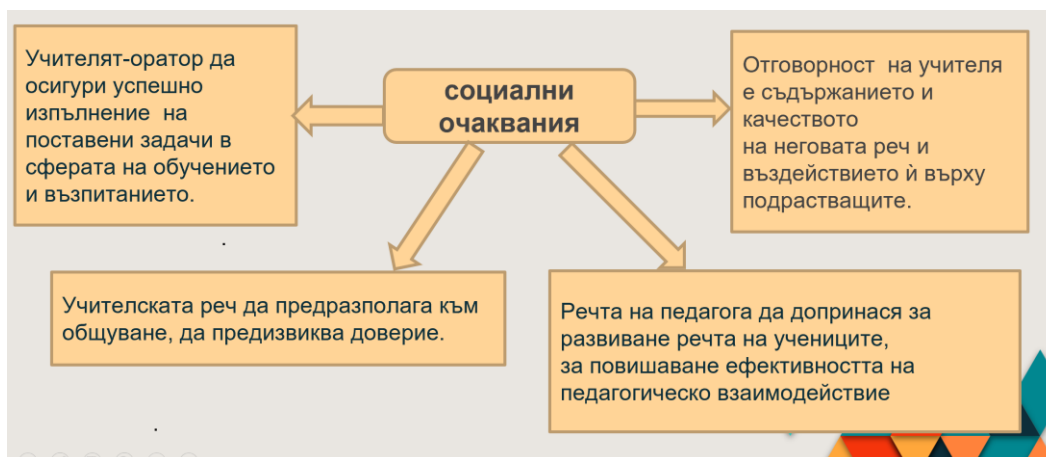 социални
очаквания
Учителят-оратор да
осигури успешно
изпълнение на
поставени задачи в
сферата на обучението
и възпитанието.
Отговорност на учителя
е съдържанието и
качеството
на неговата реч и
въздействието ѝ върху
подрастващите.
Учителската реч да предразполага към
общуване, да предизвиква доверие.
Речта на педагога да допринася за
развиване речта на учениците,
за повишаване ефективността на
педагогическо взаимодействие